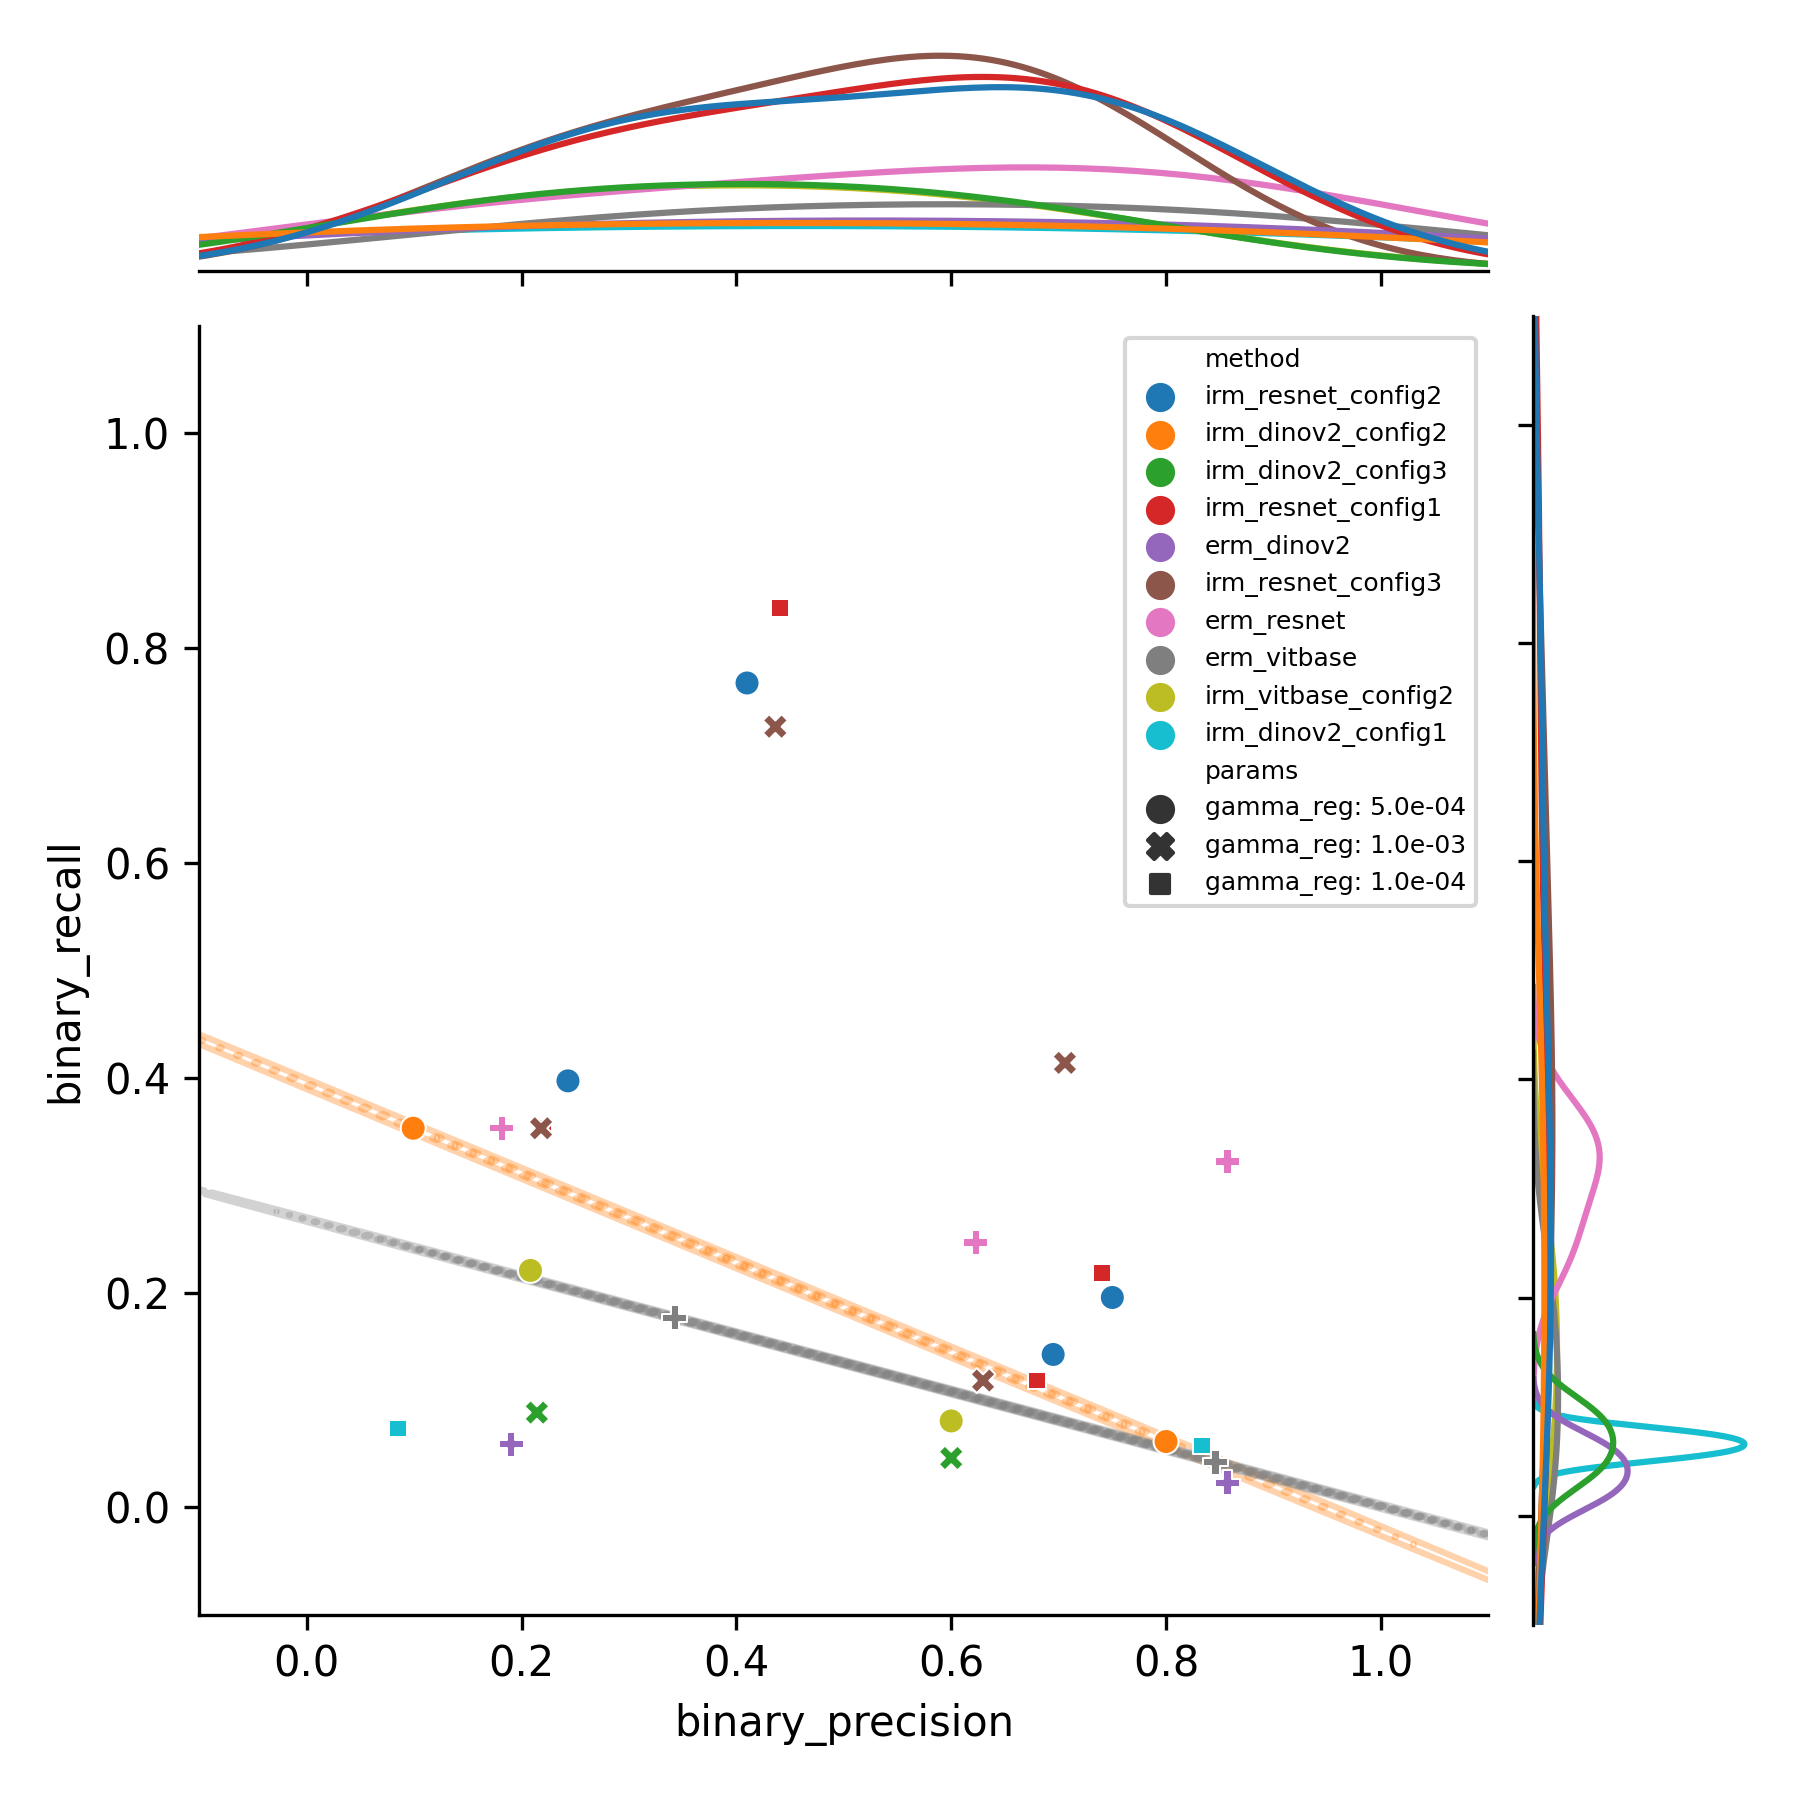 method
irm_resnet_config2
irm_dinov2_config2
irm_dinov2_config3
irm_resnet_config1
erm_dinov2
irm_resnet_config3
erm_resnet
erm_vitbase
irm_vitbase_config2
irm_dinov2_config1
params
gamma_reg: 5.0e-04
gamma_reg: 1.0e-03
gamma_reg: 1.0e-04
1.0
0.8
0.6
0.4
0.2
0.0
binary_recall
0.0 0.2 0.4 0.6 0.8 1.0
binary_precision